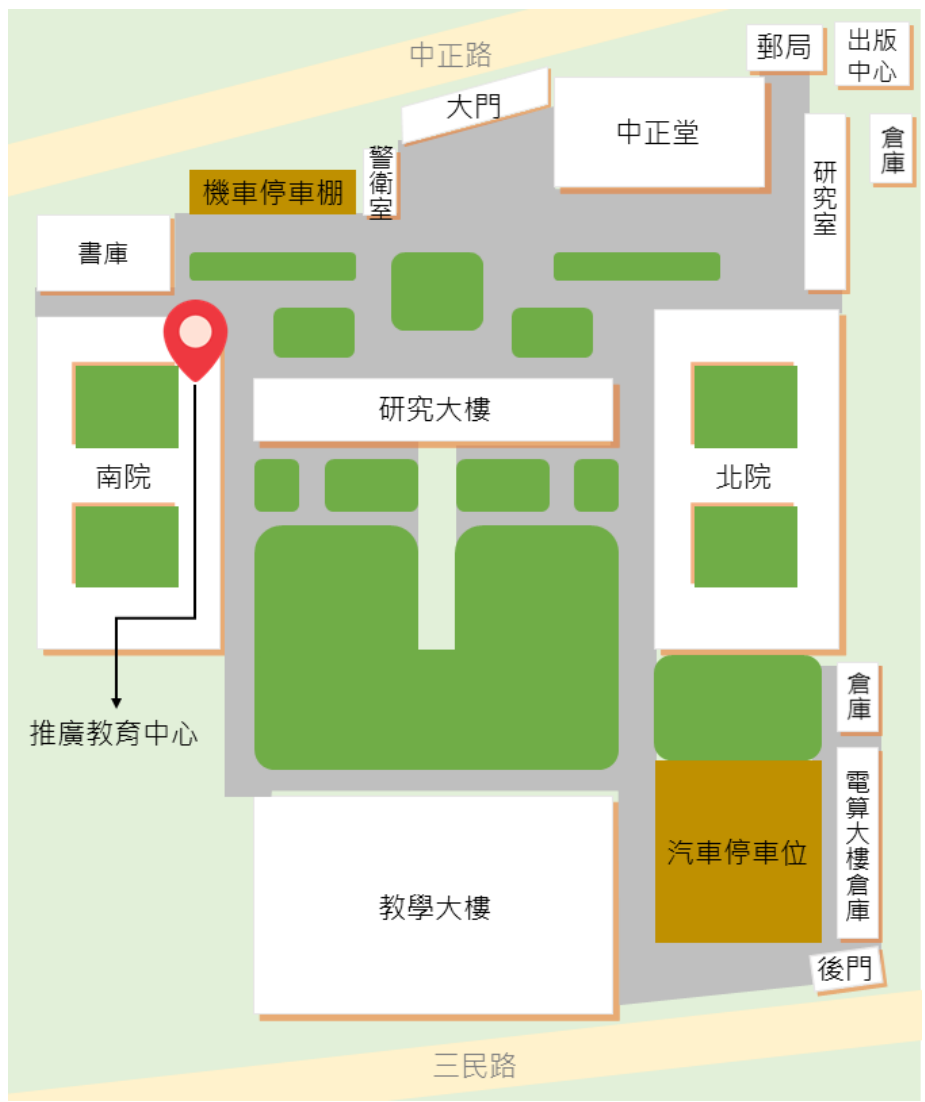 中正路
郵局
出版
中心
大門
中正堂
警衛室
機車停車棚
研究室
倉庫
書庫
研究大樓
南院
北院
推廣教育中心
倉庫
電算大樓倉庫
汽車停車位
教學大樓
後門
三民路